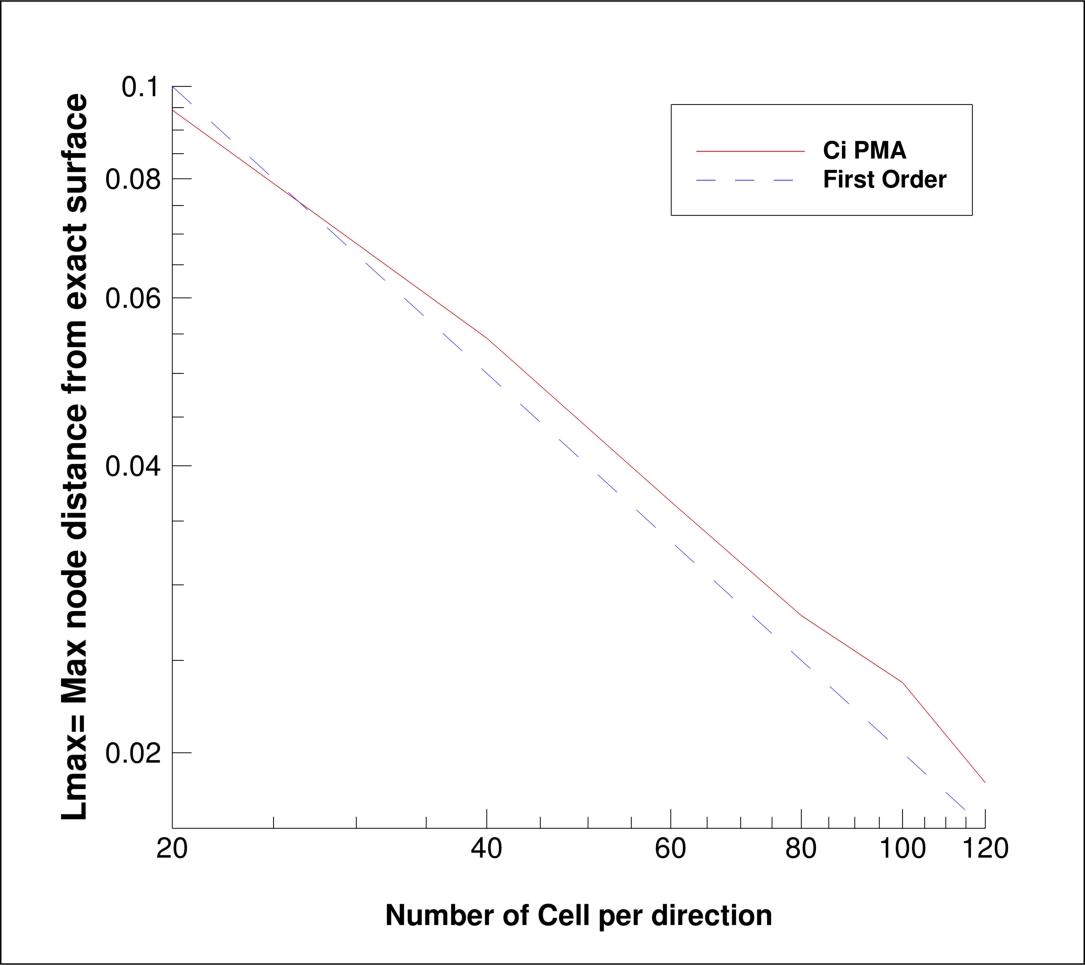 Lmax= Max node distance from exact surface
0.1
0.08
0.06
0.04
0.02
Ci PMA
First Order
20 40 60 80 100 120
Number of Cell per direction